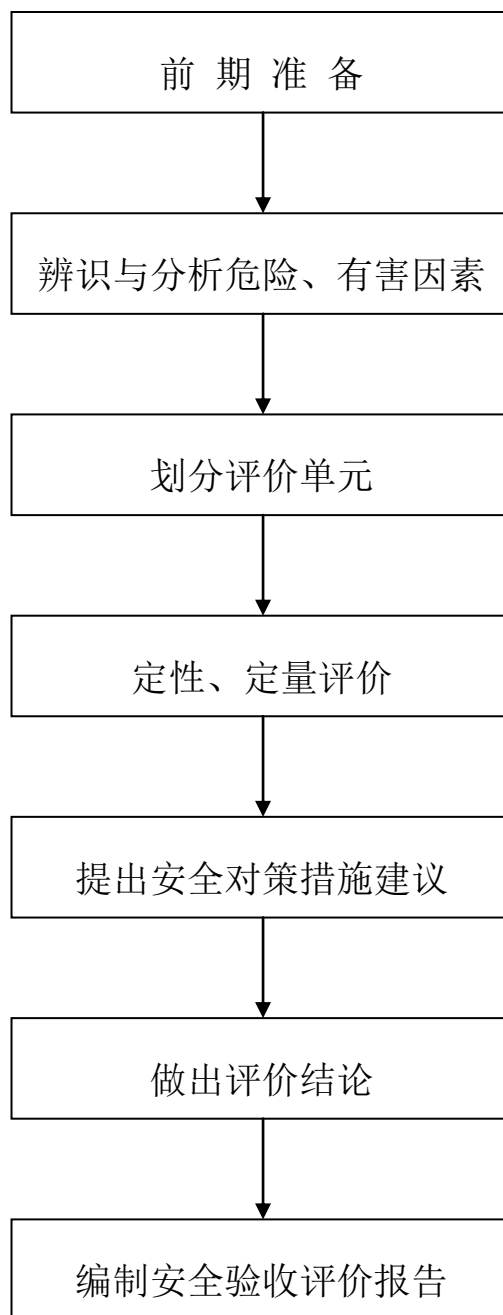 前 期 准 备
辨识与分析危险、有害因素
划分评价单元
定性、定量评价
提出安全对策措施建议
做出评价结论
编制安全验收评价报告